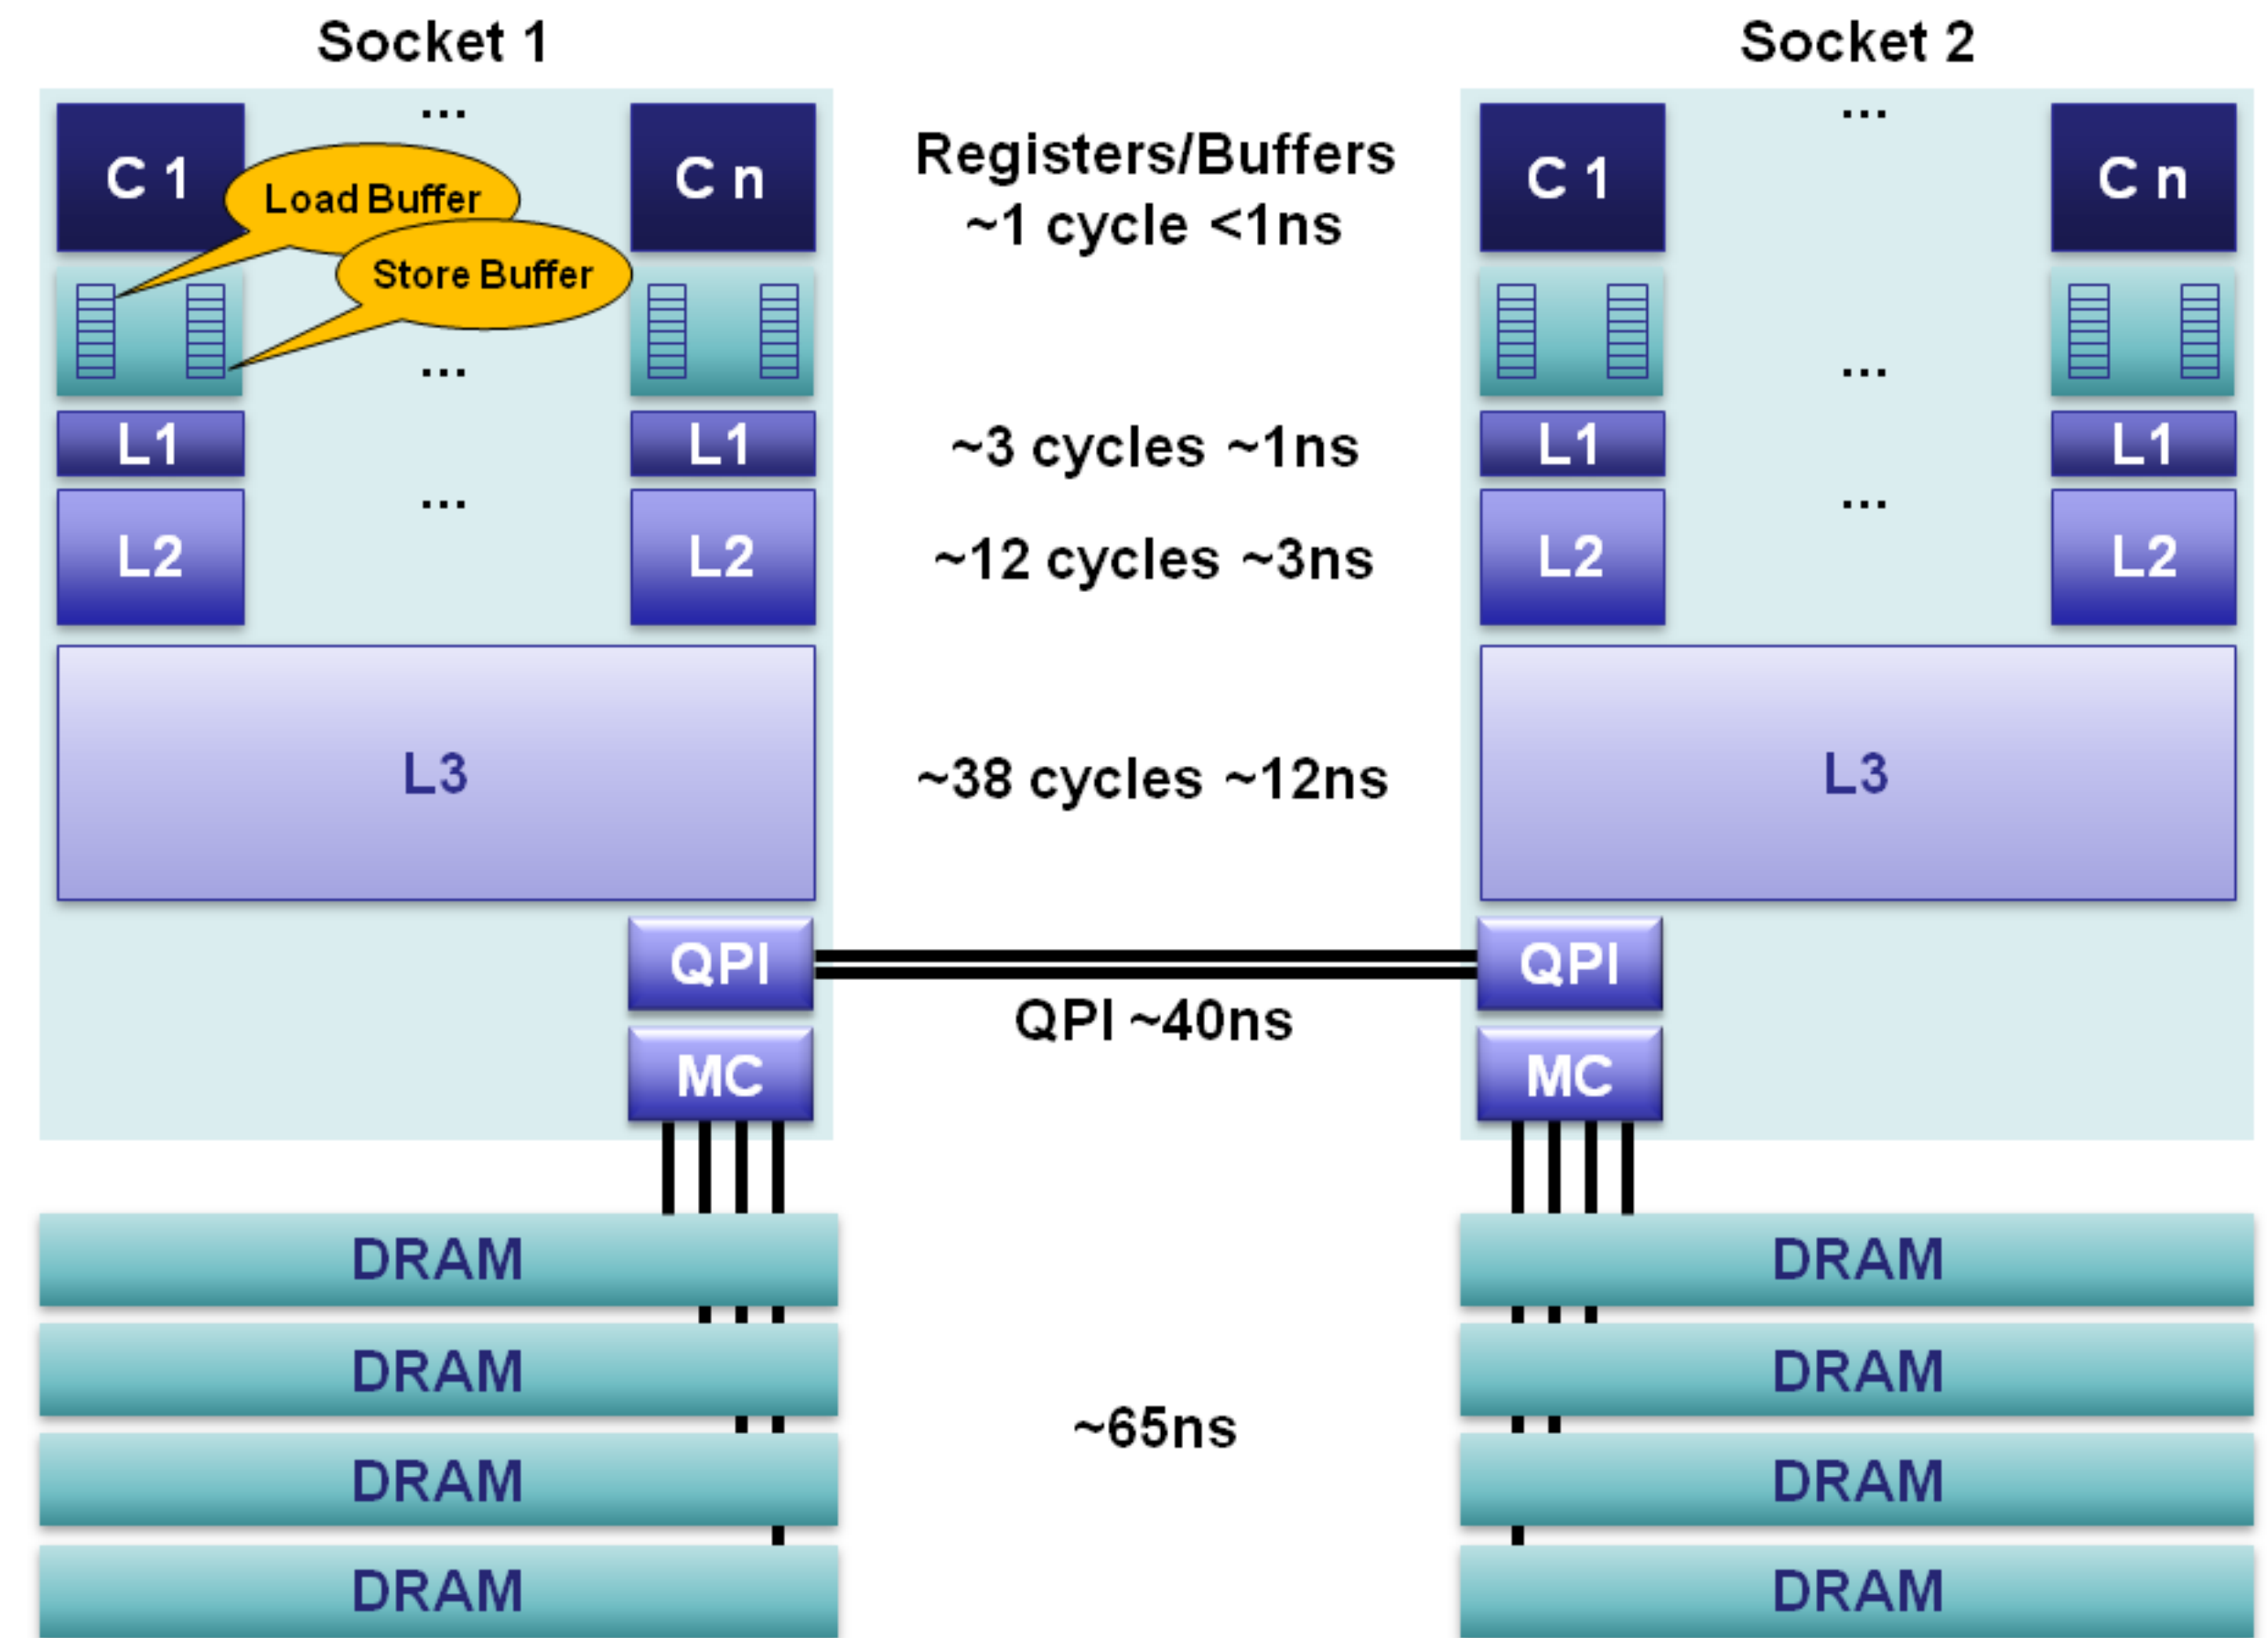 Socket 1
Socket 2
...
...
C 1
C n
Registers/Buffers
~1 cycle <1ns
C 1
C n
Load Buffer
Store Buffer
...
...
L1
L1
~3 cycles ~1ns
L1
L1
...
...
L2
L2
~12 cycles ~3ns
L2
L2
L3
~38 cycles ~12ns
L3
QPI
QPI
QPI ~40ns
MC
MC
DRAM
DRAM
DRAM
DRAM
~65ns
DRAM
DRAM
DRAM
DRAM